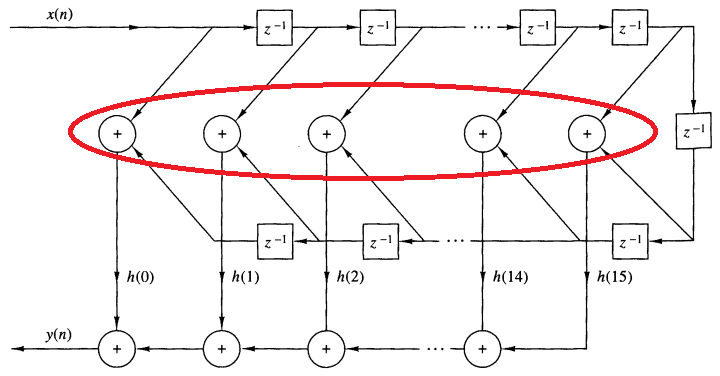 x(n) z⁻¹ z⁻¹ ··· z⁻¹ z⁻¹
+ + + + + z⁻¹
z⁻¹ z⁻¹ ··· z⁻¹
h(0) h(1) h(2) h(14) h(15)
y(n) + + + ··· +